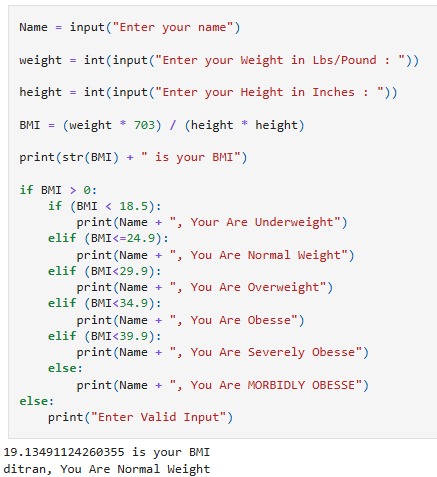 Name = input("Enter your name")
weight = int(input("Enter your Weight in Lbs/Pound : "))
height = int(input("Enter your Height in Inches : "))
BMI = (weight * 703) / (height * height)
print(str(BMI) + " is your BMI")
if BMI > 0:
    if (BMI < 18.5):
        print(Name + ", Your Are Underweight")
    elif (BMI<=24.9):
        print(Name + ", You Are Normal Weight")
    elif (BMI<29.9):
        print(Name + ", You Are Overweight")
    elif (BMI<34.9):
        print(Name + ", You Are Obesse")
    elif (BMI<39.9):
        print(Name + ", You Are Severely Obesse")
    else:
        print(Name + ", You Are MORBIDLY OBESSE")
else:
    print("Enter Valid Input")
19.13491124260355 is your BMI
ditran, You Are Normal Weight